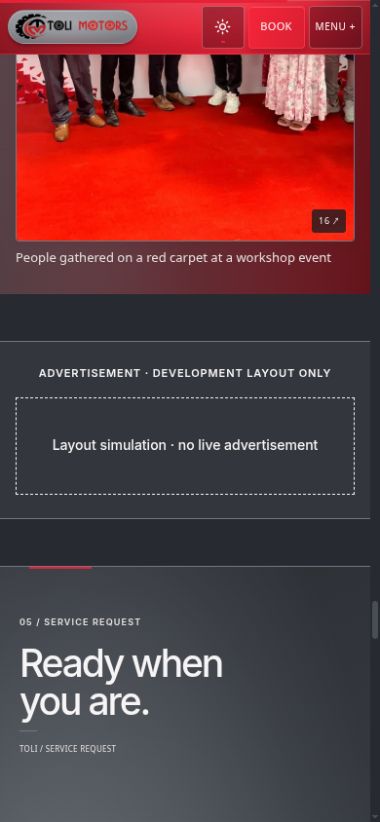 TOLI MOTORS
BOOK
MENU +
16 ↗
People gathered on a red carpet at a workshop event
ADVERTISEMENT · DEVELOPMENT LAYOUT ONLY
Layout simulation · no live advertisement
05 / SERVICE REQUEST
Ready when
you are.
TOLI / SERVICE REQUEST